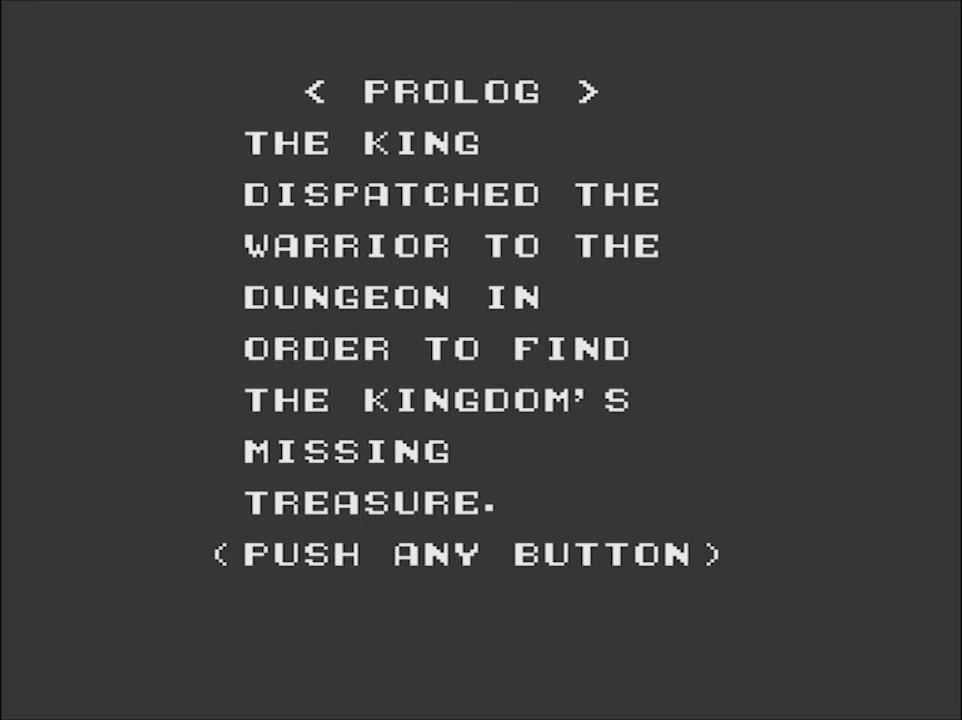 < PROLOG >
THE KING
DISPATCHED THE
WARRIOR TO THE
DUNGEON IN
ORDER TO FIND
THE KINGDOM'S
MISSING
TREASURE.
(PUSH ANY BUTTON)